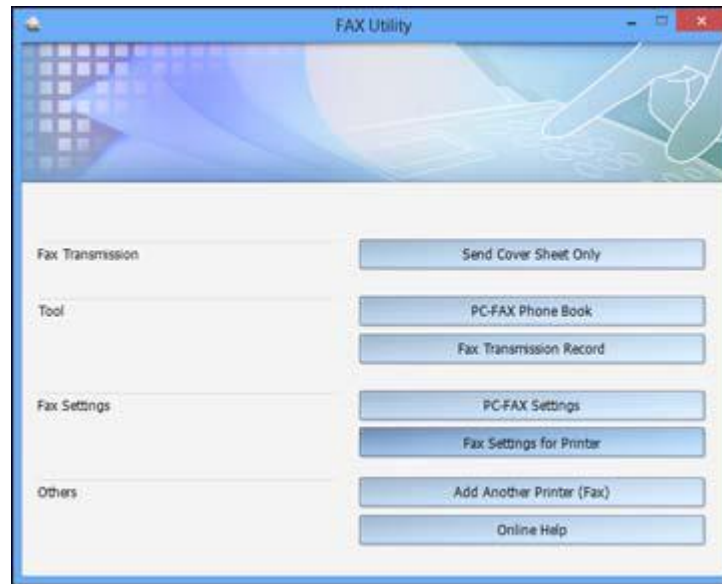 FAX Utility
Fax Transmission
Send Cover Sheet Only
Tool
PC-FAX Phone Book
Fax Transmission Record
Fax Settings
PC-FAX Settings
Fax Settings for Printer
Others
Add Another Printer (Fax)
Online Help